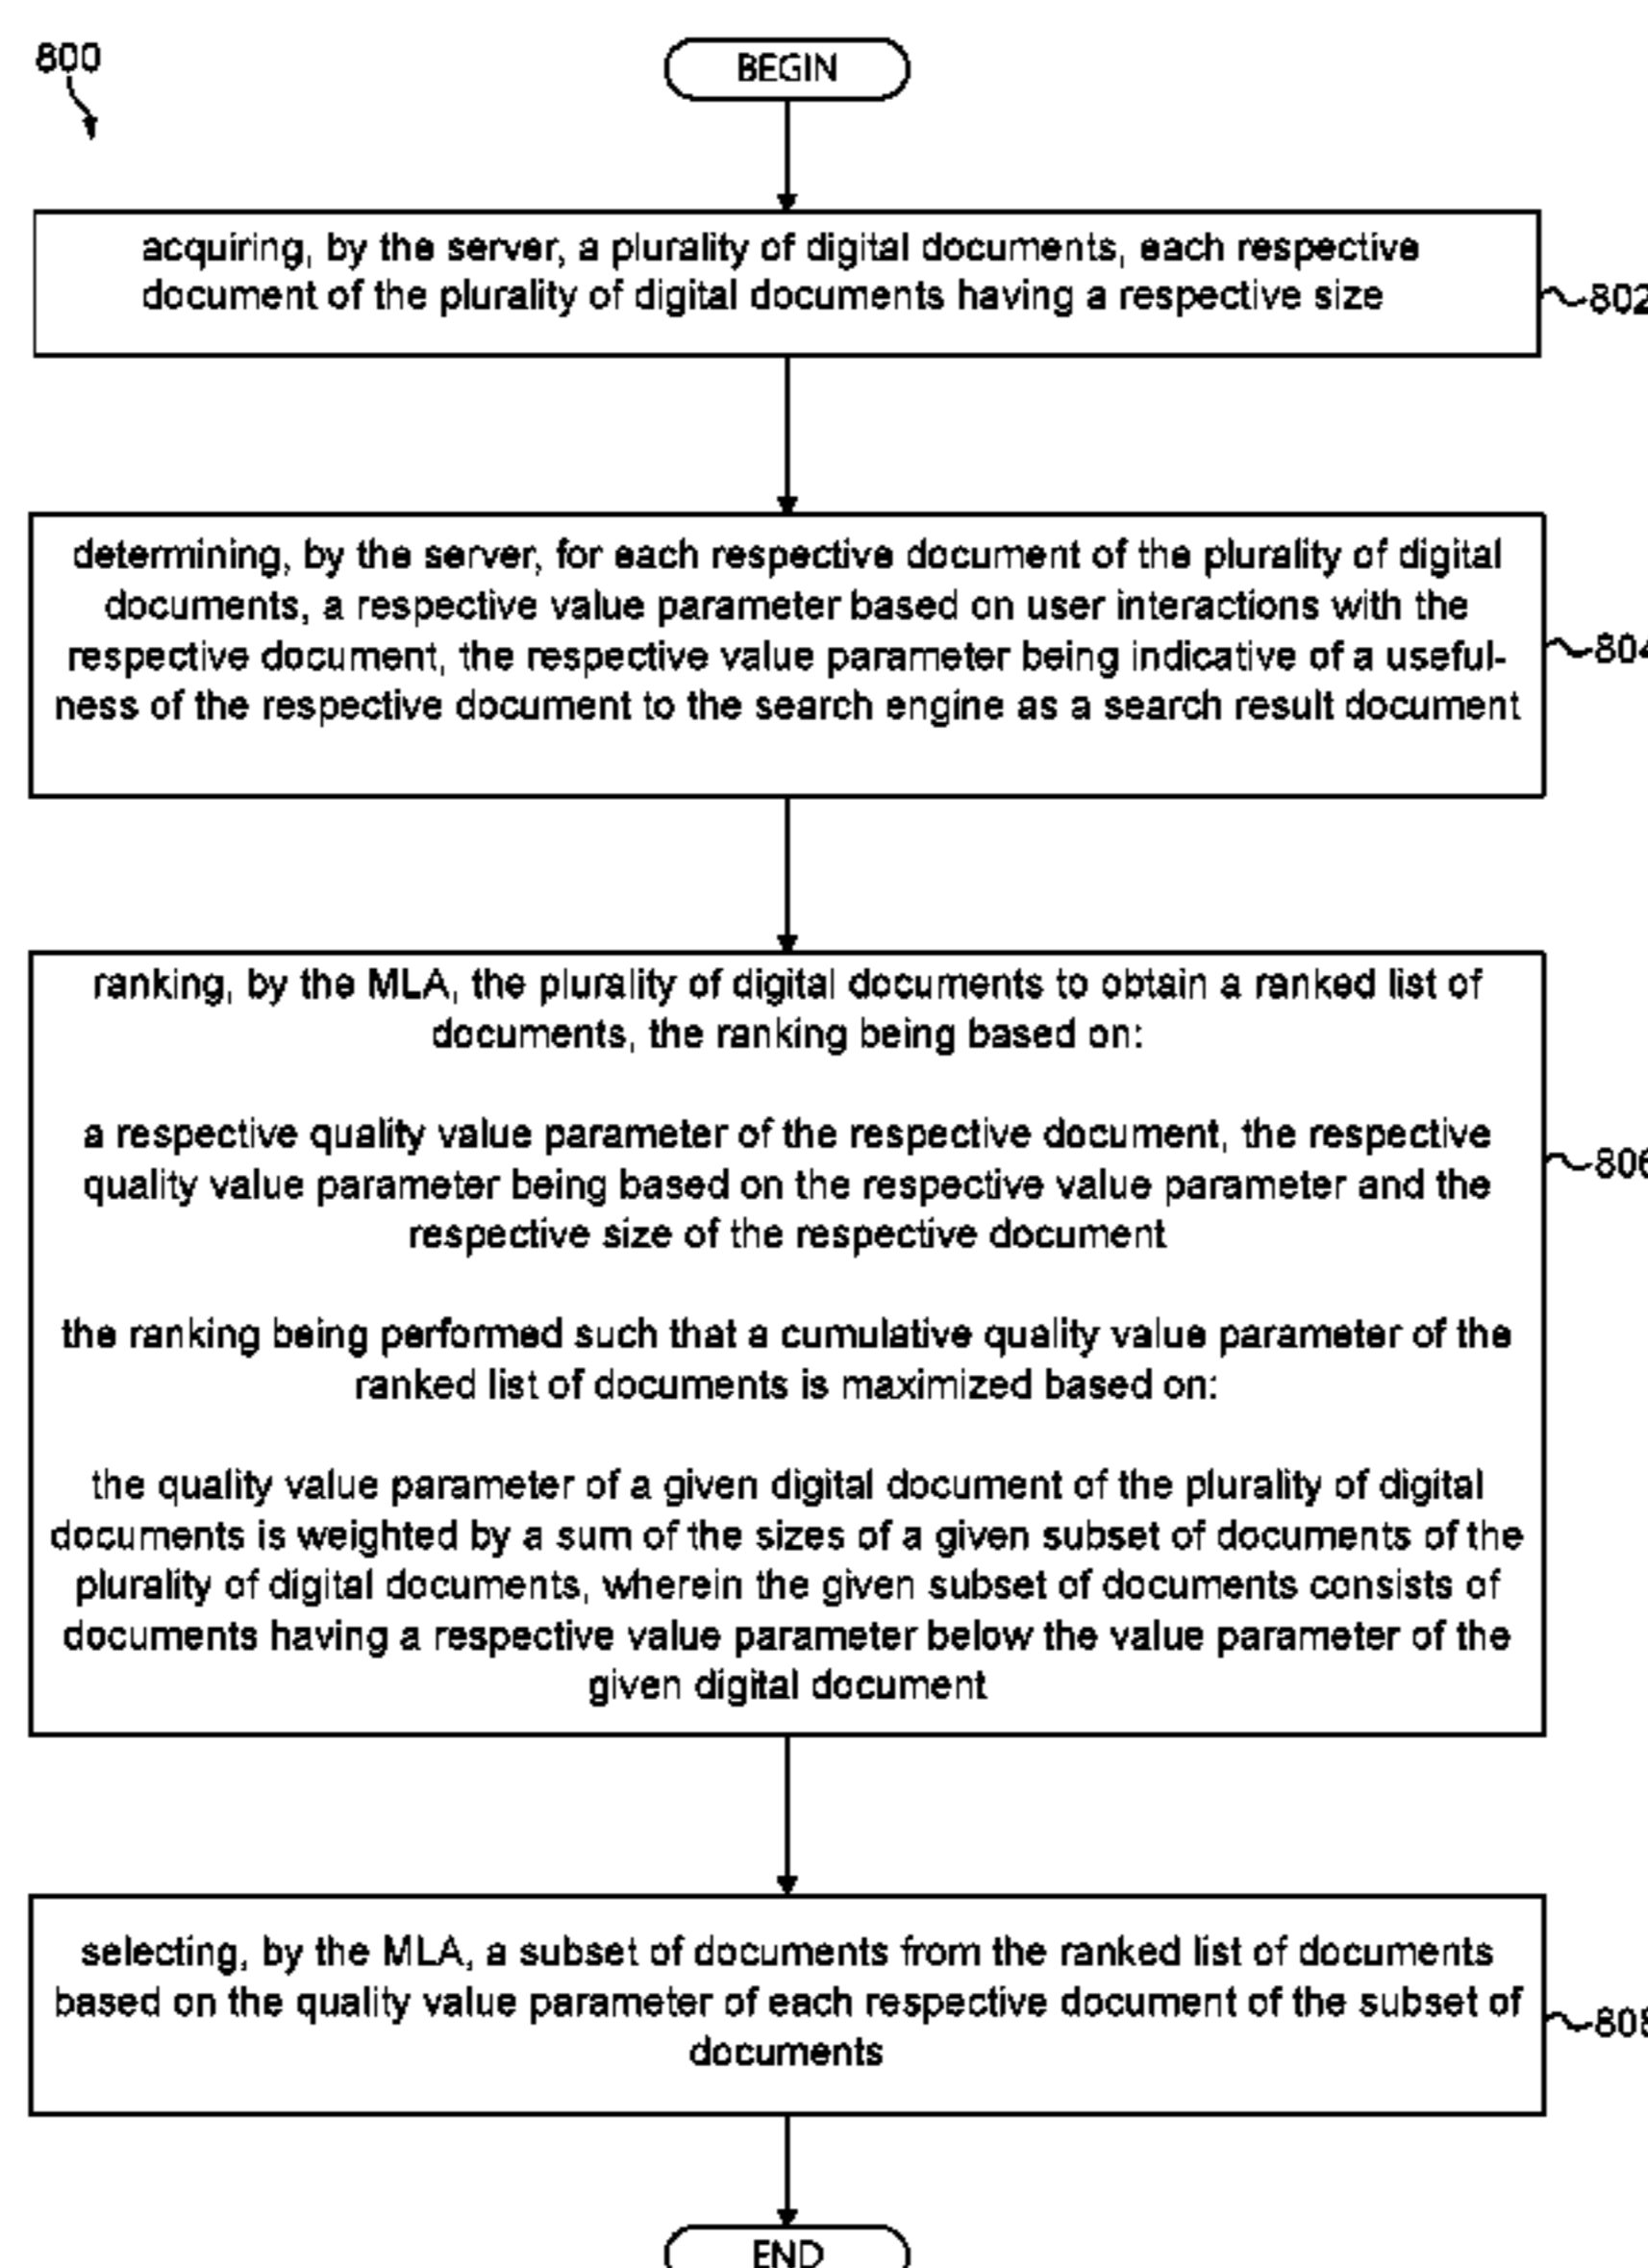 800
BEGIN
acquiring, by the server, a plurality of digital documents, each respective
document of the plurality of digital documents having a respective size
802
determining, by the server, for each respective document of the plurality of digital
documents, a respective value parameter based on user interactions with the
respective document, the respective value parameter being indicative of a useful-
ness of the respective document to the search engine as a search result document
804
ranking, by the MLA, the plurality of digital documents to obtain a ranked list of
documents, the ranking being based on:
a respective quality value parameter of the respective document, the respective
quality value parameter being based on the respective value parameter and the
respective size of the respective document
806
the ranking being performed such that a cumulative quality value parameter of the
ranked list of documents is maximized based on:
the quality value parameter of a given digital document of the plurality of digital
documents is weighted by a sum of the sizes of a given subset of documents of the
plurality of digital documents, wherein the given subset of documents consists of
documents having a respective value parameter below the value parameter of the
given digital document
selecting, by the MLA, a subset of documents from the ranked list of documents
based on the quality value parameter of each respective document of the subset of
documents
808
END